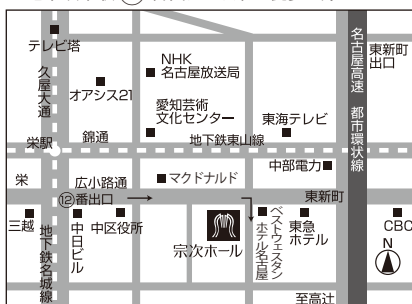 テレビ塔
久屋大通
NHK
名古屋放送局
オアシス21
愛知芸術
文化センター
東海テレビ
名古屋高速 都市環状線
東新町
出口
栄駅
錦通
地下鉄東山線
中部電力
栄
広小路通
マクドナルド
東新町
⑫番出口
三越
地下鉄名城線
中日ビル
中区役所
宗次ホール
ベストウェスタン
ホテル名古屋
東急
ホテル
CBC
N
至高辻